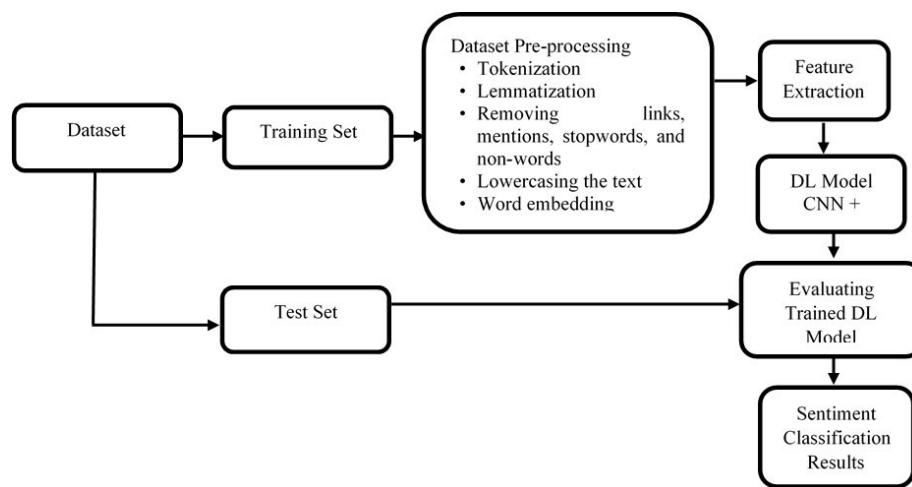 Dataset
Training Set
Dataset Pre-processing
• Tokenization
• Lemmatization
• Removing links,
mentions, stopwords, and
non-words
• Lowercasing the text
• Word embedding
Feature
Extraction
DL Model
CNN +
Test Set
Evaluating
Trained DL
Model
Sentiment
Classification
Results